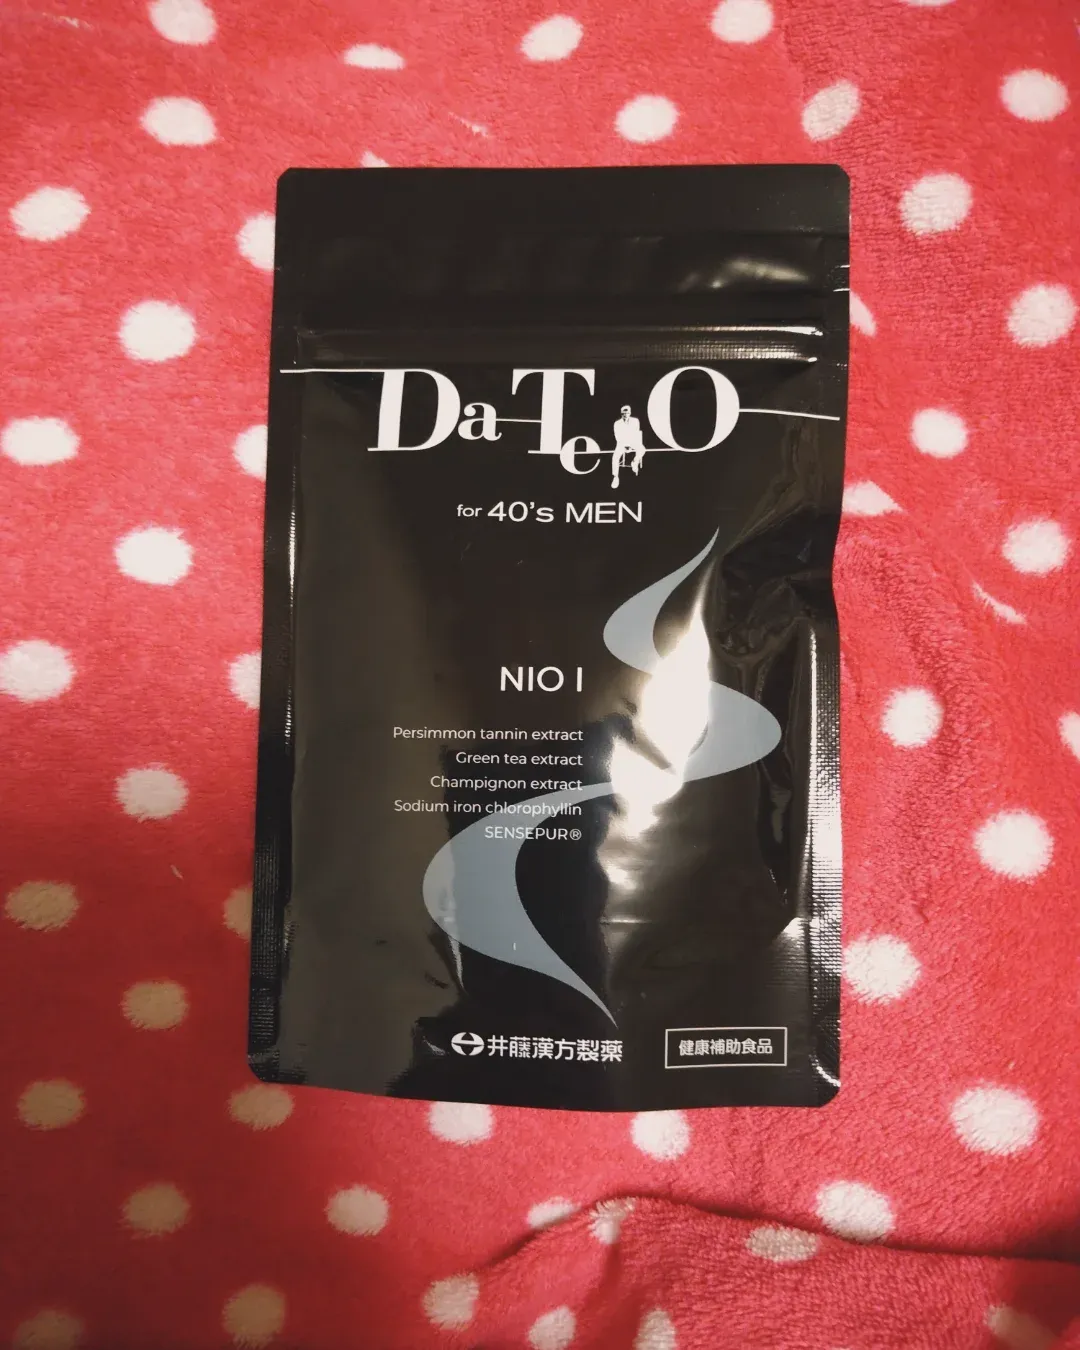 DaTeO
for 40's MEN
NIO I
Persimmon tannin extract
Green tea extract
Champignon extract
Sodium iron chlorophyllin
SENSEPUR®
井藤漢方製薬
健康補助食品